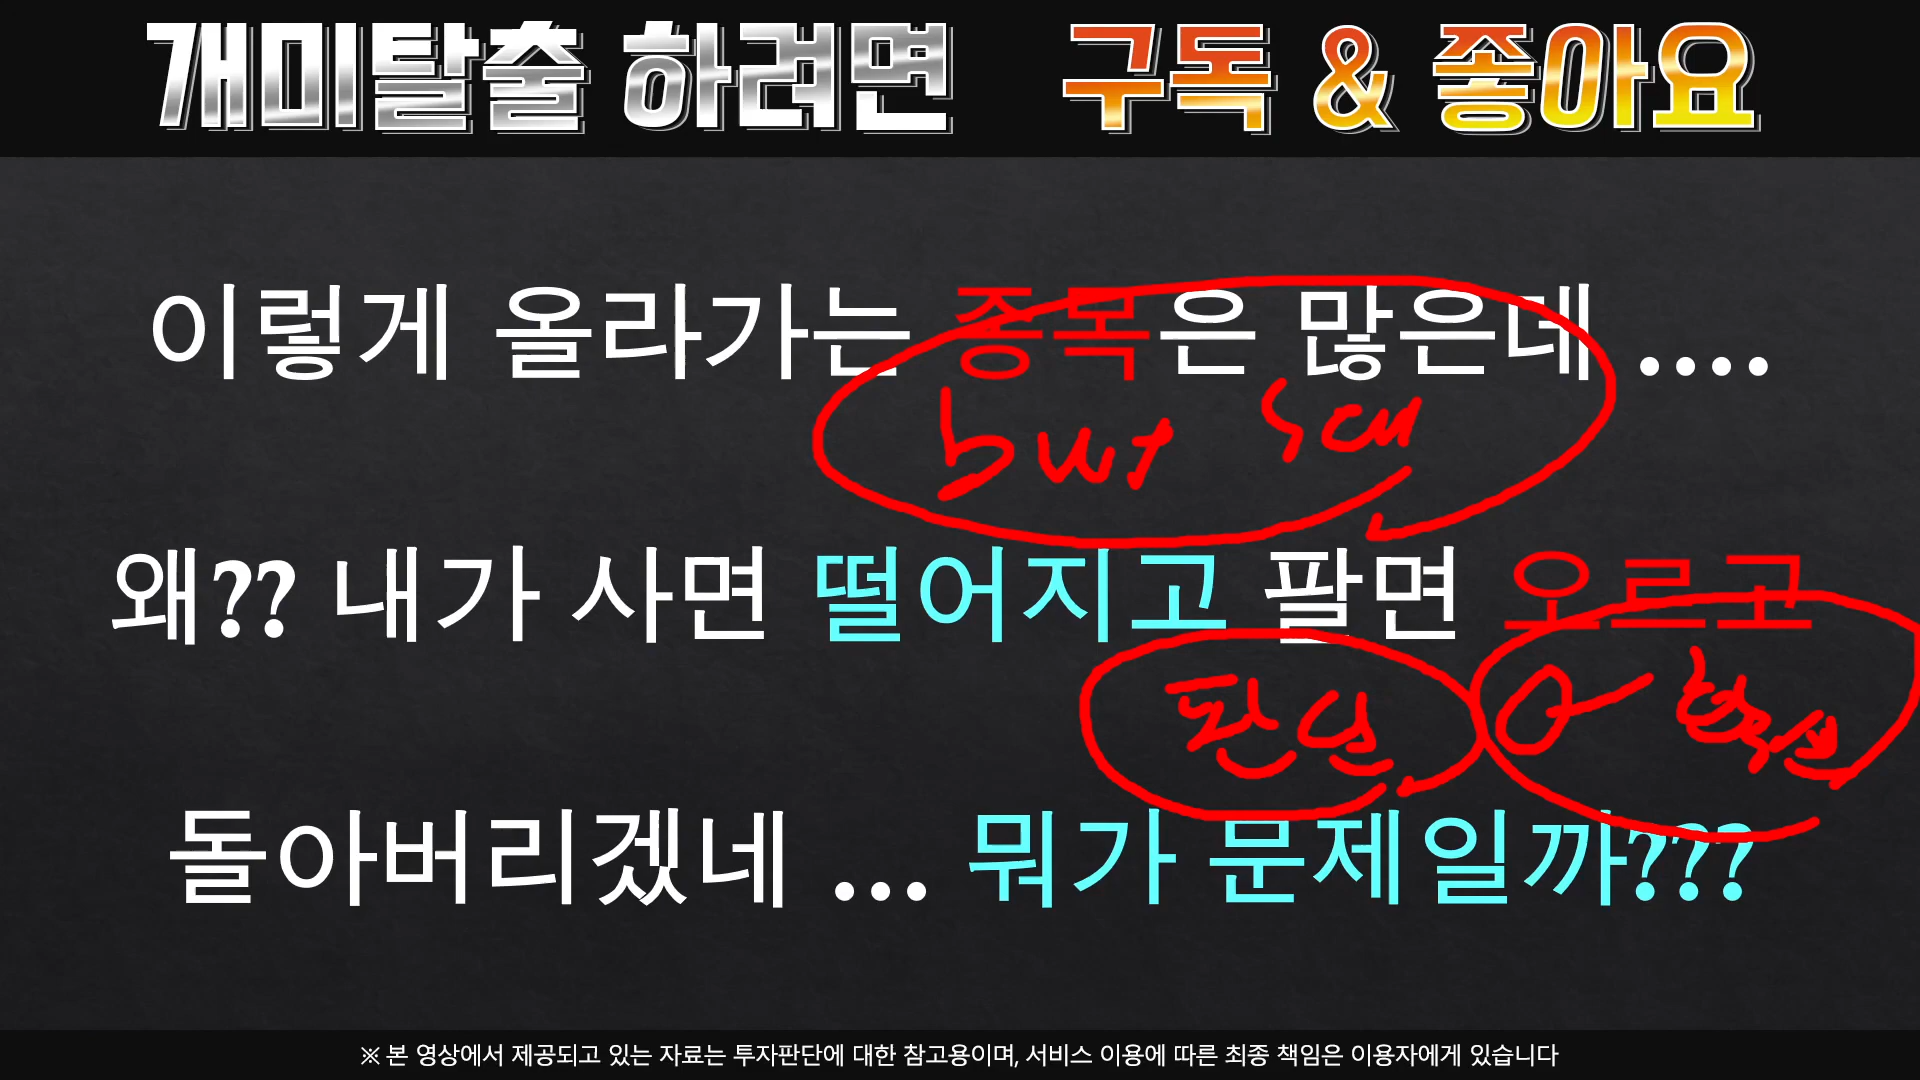 개미탈출 하려면 구독 & 좋아요
이렇게 올라가는 종목은 많은데 ....
but
왜?? 내가 사면 떨어지고 팔면 오르고
판단
돌아버리겠네 ... 뭐가 문제일까???
※ 본 영상에서 제공되고 있는 자료는 투자판단에 대한 참고용이며, 서비스 이용에 따른 최종 책임은 이용자에게 있습니다